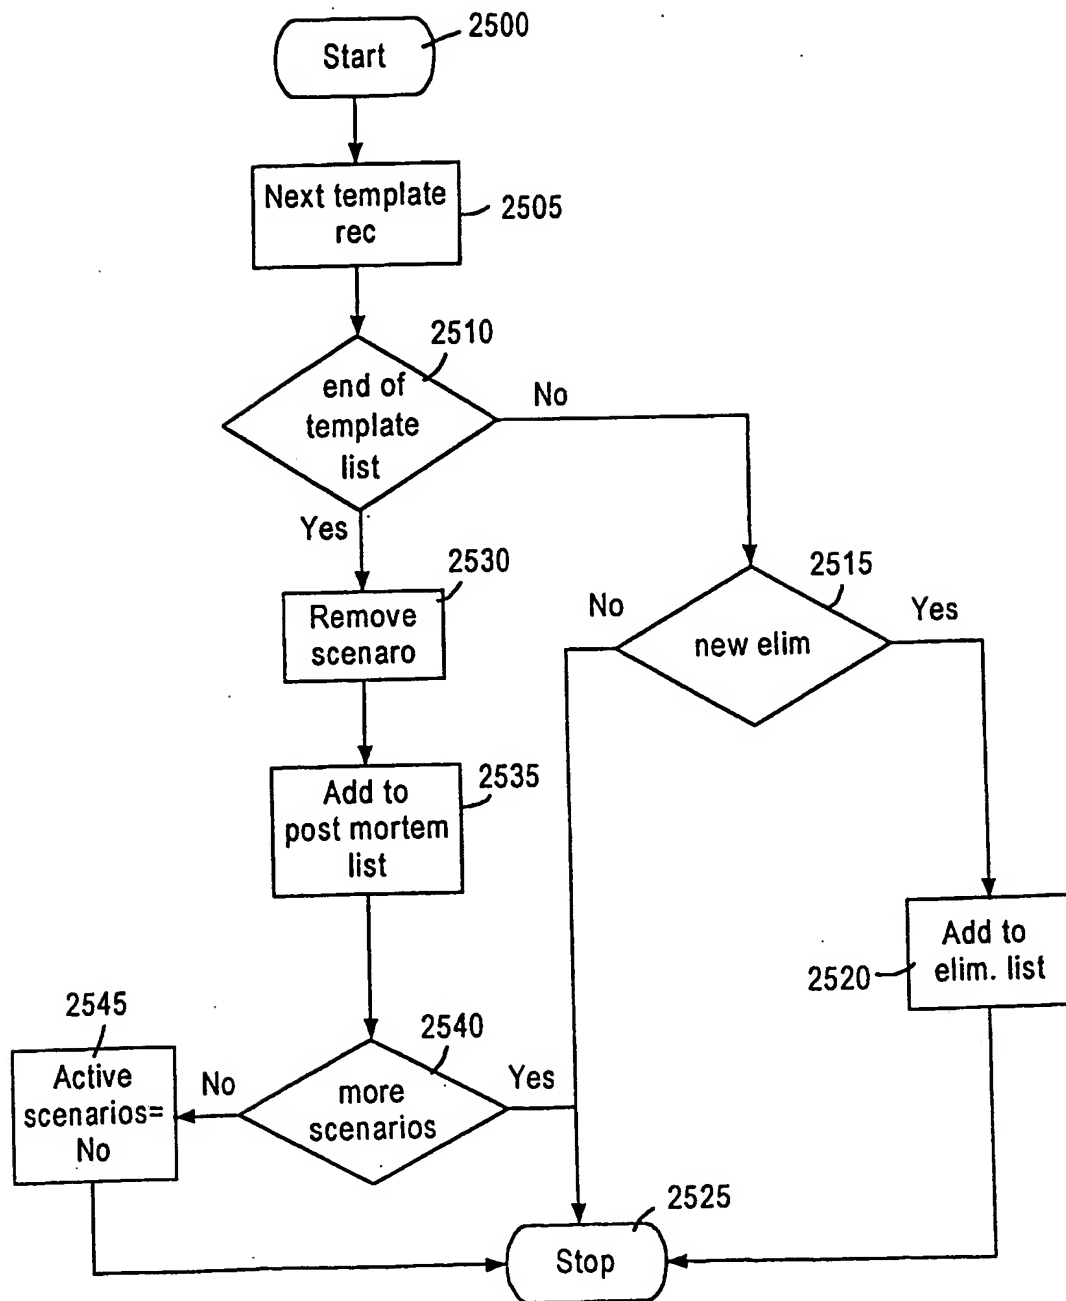 2500
Start
Next template
rec
2505
2510
end of
template
list
No
Yes
2530
Remove
scenaro
2515
No
Yes
new elim
2535
Add to
post mortem
list
Add to
elim. list
2520
2545
Active
scenarios=
No
No
2540
more
scenarios
Yes
2525
Stop